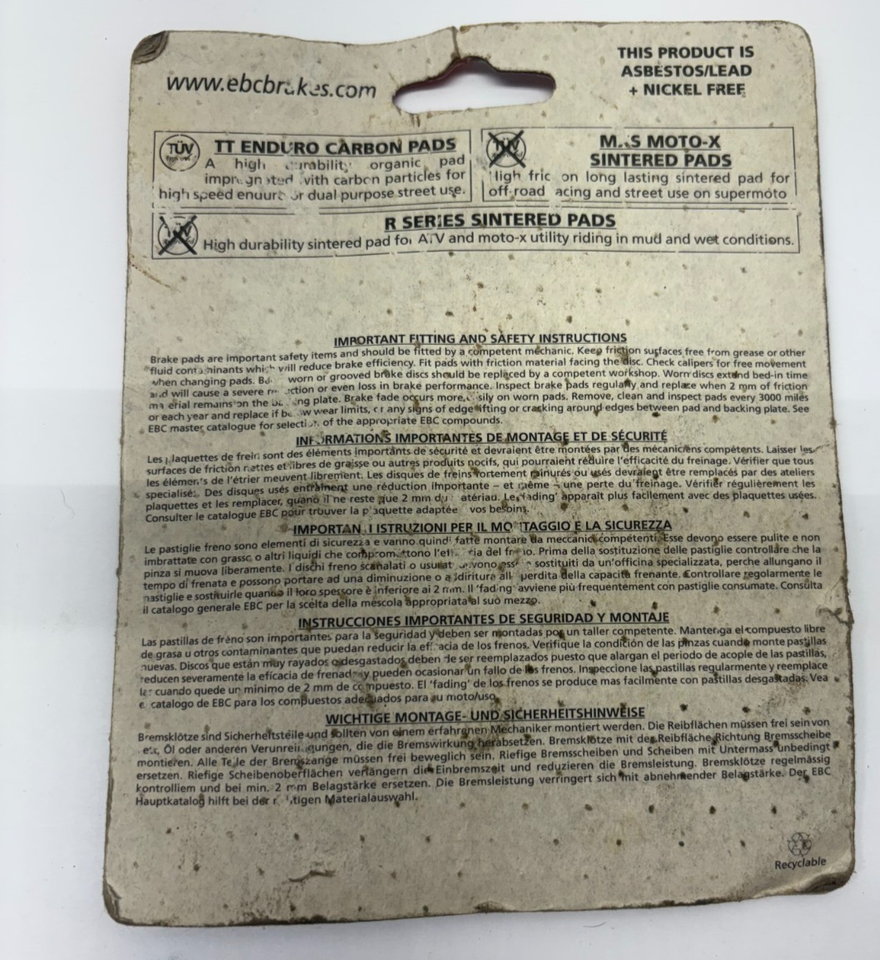 www.ebcbrakes.com
THIS PRODUCT IS
ASBESTOS/LEAD
+ NICKEL FREE
TÜV
TT ENDURO CARBON PADS
A high durability organic pad
impregnated with carbon particles for
high speed enduro or dual purpose street use.
M..S MOTO-X
SINTERED PADS
High friction long lasting sintered pad for
off-road racing and street use on supermoto
R SERIES SINTERED PADS
High durability sintered pad for ATV and moto-x utility riding in mud and wet conditions.
IMPORTANT FITTING AND SAFETY INSTRUCTIONS
Brake pads are important safety items and should be fitted by a competent mechanic. Keep friction surfaces free from grease or other
fluid contaminants which will reduce brake efficiency. Fit pads with friction material facing the disc. Check calipers for free movement
when changing pads. Badly worn or grooved brake discs should be replaced by a competent workshop. Worn discs extend bed-in time
and will cause a severe reduction or even loss in brake performance. Inspect brake pads regularly and replace when 2 mm of friction
material remains on the backing plate. Brake fade occurs more easily on worn pads. Remove, clean and inspect pads every 3000 miles
or each year and replace if below wear limits, or any signs of edge lifting or cracking around edges between pad and backing plate. See
EBC master catalogue for selection of the appropriate EBC compounds.
INFORMATIONS IMPORTANTES DE MONTAGE ET DE SÉCURITÉ
Les plaquettes de frein sont des éléments importants de sécurité et devraient être montées par des mécaniciens compétents. Laisser les
surfaces de friction nettes et libres de graisse ou autres produits nocifs, qui pourraient réduire l'efficacité du freinage. Vérifier que tous
les éléments de l'étrier meuvent librement. Les disques de freins fortement rainurés ou usés devraient être remplacés par des ateliers
spécialisés. Des disques usés entraînent une réduction importante – et même – une perte du freinage. Vérifier régulièrement les
plaquettes et les remplacer, quand il ne reste que 2 mm du matériau. Le 'fading' apparaît plus facilement avec des plaquettes usées.
Consulter le catalogue EBC pour trouver la plaquette adaptée vos besoins.
IMPORTANTI ISTRUZIONI PER IL MONTAGGIO E LA SICUREZZA
Le pastiglie freno sono elementi di sicurezza e vanno quindi fatte montare da meccanici competenti. Esse devono essere pulite e non
imbrattate con grasso o altri liquidi che compromettono l'efficacia del freno. Prima della sostituzione delle pastiglie controllare che la
pinza si muova liberamente. I dischi freno scanalati o usurati devono essere sostituiti da un'officina specializzata, perche allungano il
tempo di frenata e possono portare ad una diminuzione o addiritura alla perdita della capacita frenante. Controllare regolarmente le
pastiglie e sostituirle quando il loro spessore è inferiore ai 2 mm. Il 'fading' avviene più frequentemente con pastiglie consumate. Consulta
il catalogo generale EBC per la scelta della mescola appropriata al suo mezzo.
INSTRUCCIONES IMPORTANTES DE SEGURIDAD Y MONTAJE
Las pastillas de freno son importantes para la seguridad y deben ser montadas por un taller competente. Mantenga el compuesto libre
de grasa u otros contaminantes que puedan reducir la eficacia de los frenos. Verifique la condición de las pinzas cuando monte pastillas
nuevas. Discos que están muy rayados o desgastados deben de ser reemplazados puesto que alargan el periodo de acople de las pastillas,
reducen severamente la eficacia de frenado y pueden ocasionar un fallo de los frenos. Inspeccione las pastillas regularmente y reemplace
las cuando quede un minimo de 2 mm de compuesto. El 'fading' de los frenos se produce mas facilmente con pastillas desgastadas. Vea
el catalogo de EBC para los compuestos adecuados para su moto/uso.
WICHTIGE MONTAGE- UND SICHERHEITSHINWEISE
Bremsklötze sind Sicherheitsteile und sollten von einem erfahrenen Mechaniker montiert werden. Die Reibflächen müssen frei sein von
Fett, Öl oder anderen Verunreinigungen, die die Bremswirkung herabsetzen. Bremsklötze mit der Reibfläche Richtung Bremsscheibe
montieren. Alle Teile der Bremszange müssen frei beweglich sein. Riefige Bremsscheiben und Scheiben mit Untermass unbedingt
ersetzen. Riefige Scheibenoberflächen verlängern die Einbremszeit und reduzieren die Bremsleistung. Bremsklötze regelmässig
kontrolliern und bei min. 2 mm Belagstärke ersetzen. Die Bremsleistung verringert sich mit abnehmender Belagstärke. Der EBC
Hauptkatalog hilft bei der richtigen Materialauswahl.
Recyclable